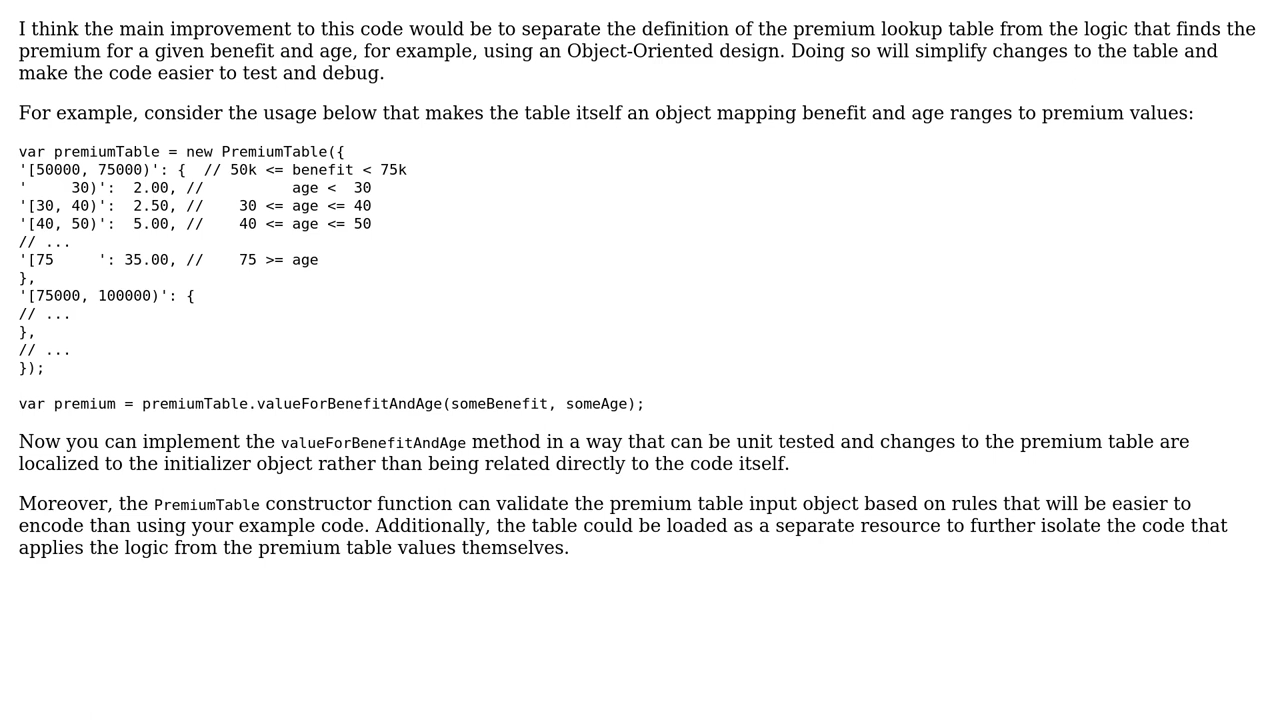 I think the main improvement to this code would be to separate the definition of the premium lookup table from the logic that finds the
premium for a given benefit and age, for example, using an Object-Oriented design. Doing so will simplify changes to the table and
make the code easier to test and debug.
For example, consider the usage below that makes the table itself an object mapping benefit and age ranges to premium values:
var premiumTable = new PremiumTable({
'[50000, 75000)': {  // 50k <= benefit < 75k
'     30)':  2.00, //          age <  30
'[30, 40)':  2.50, //    30 <= age <= 40
'[40, 50)':  5.00, //    40 <= age <= 50
// ...
'[75     ': 35.00, //    75 >= age
},
'[75000, 100000)': {
// ...
},
// ...
});
var premium = premiumTable.valueForBenefitAndAge(someBenefit, someAge);
Now you can implement the valueForBenefitAndAge method in a way that can be unit tested and changes to the premium table are
localized to the initializer object rather than being related directly to the code itself.
Moreover, the PremiumTable constructor function can validate the premium table input object based on rules that will be easier to
encode than using your example code. Additionally, the table could be loaded as a separate resource to further isolate the code that
applies the logic from the premium table values themselves.